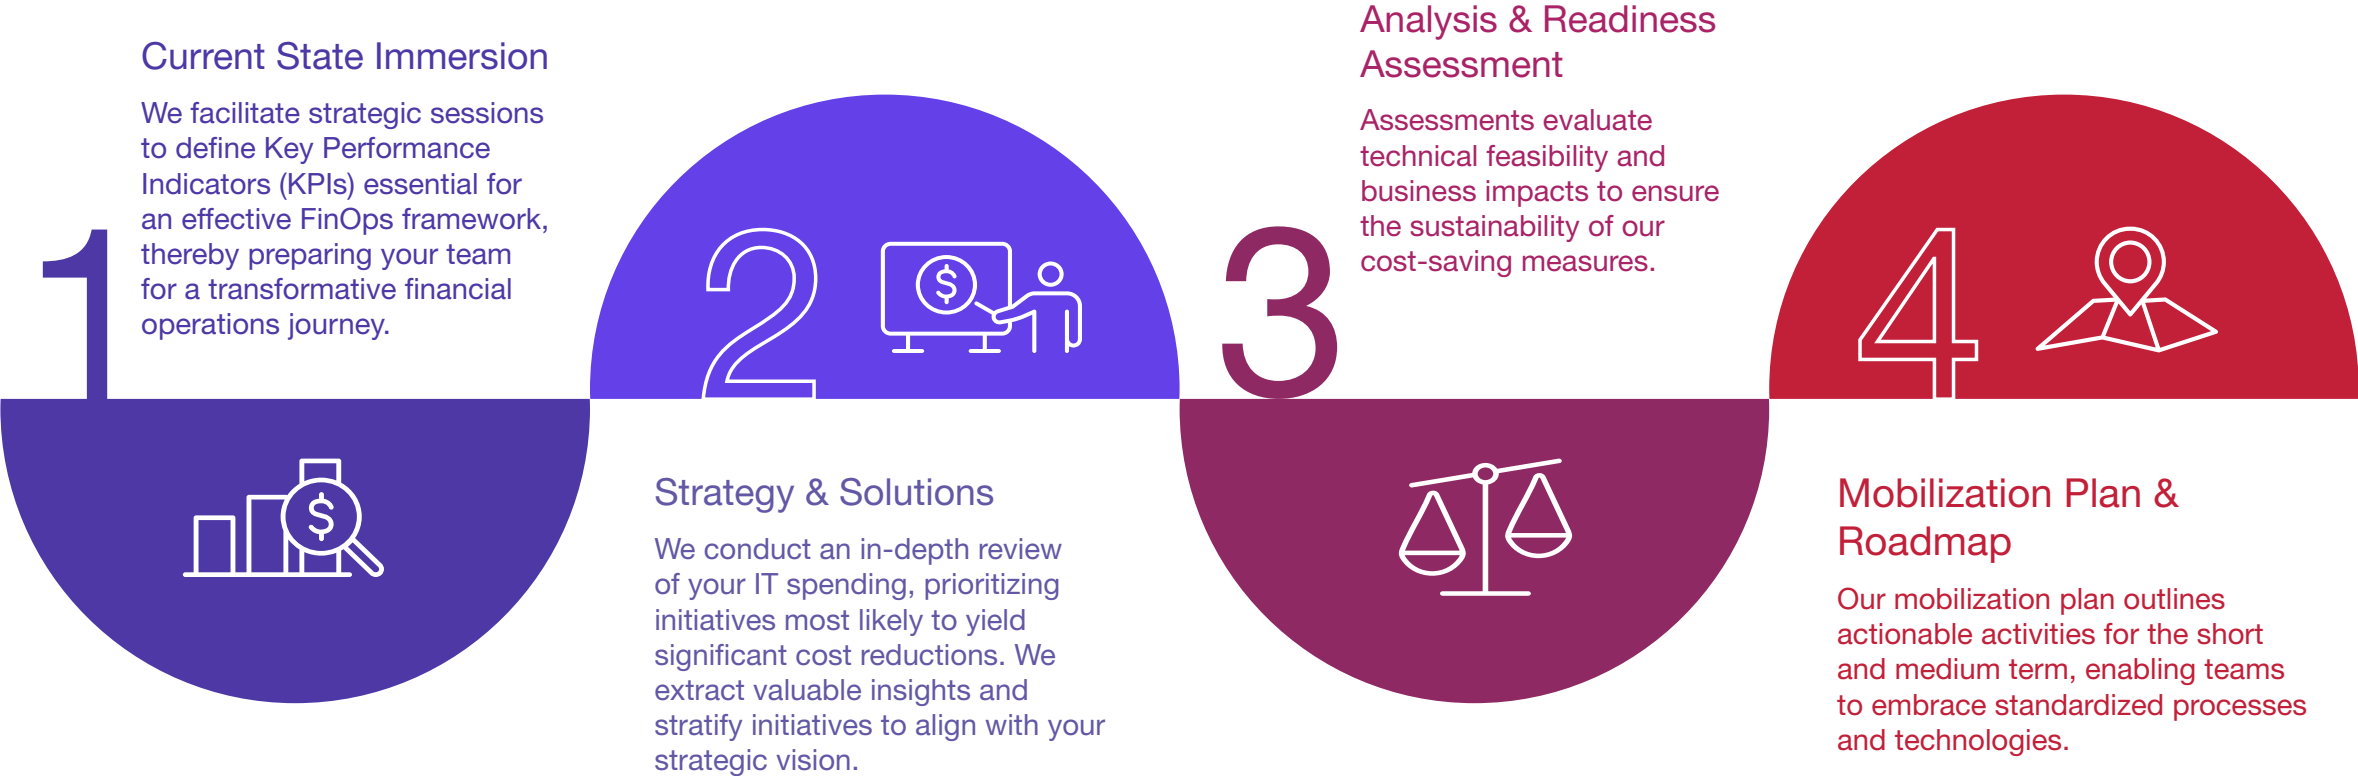 1
Current State Immersion
We facilitate strategic sessions
to define Key Performance
Indicators (KPIs) essential for
an effective FinOps framework,
thereby preparing your team
for a transformative financial
operations journey.
$
2
$
Strategy & Solutions
We conduct an in-depth review
of your IT spending, prioritizing
initiatives most likely to yield
significant cost reductions. We
extract valuable insights and
stratify initiatives to align with your
strategic vision.
3
Analysis & Readiness
Assessment
Assessments evaluate
technical feasibility and
business impacts to ensure
the sustainability of our
cost-saving measures.
4
Mobilization Plan &
Roadmap
Our mobilization plan outlines
actionable activities for the short
and medium term, enabling teams
to embrace standardized processes
and technologies.